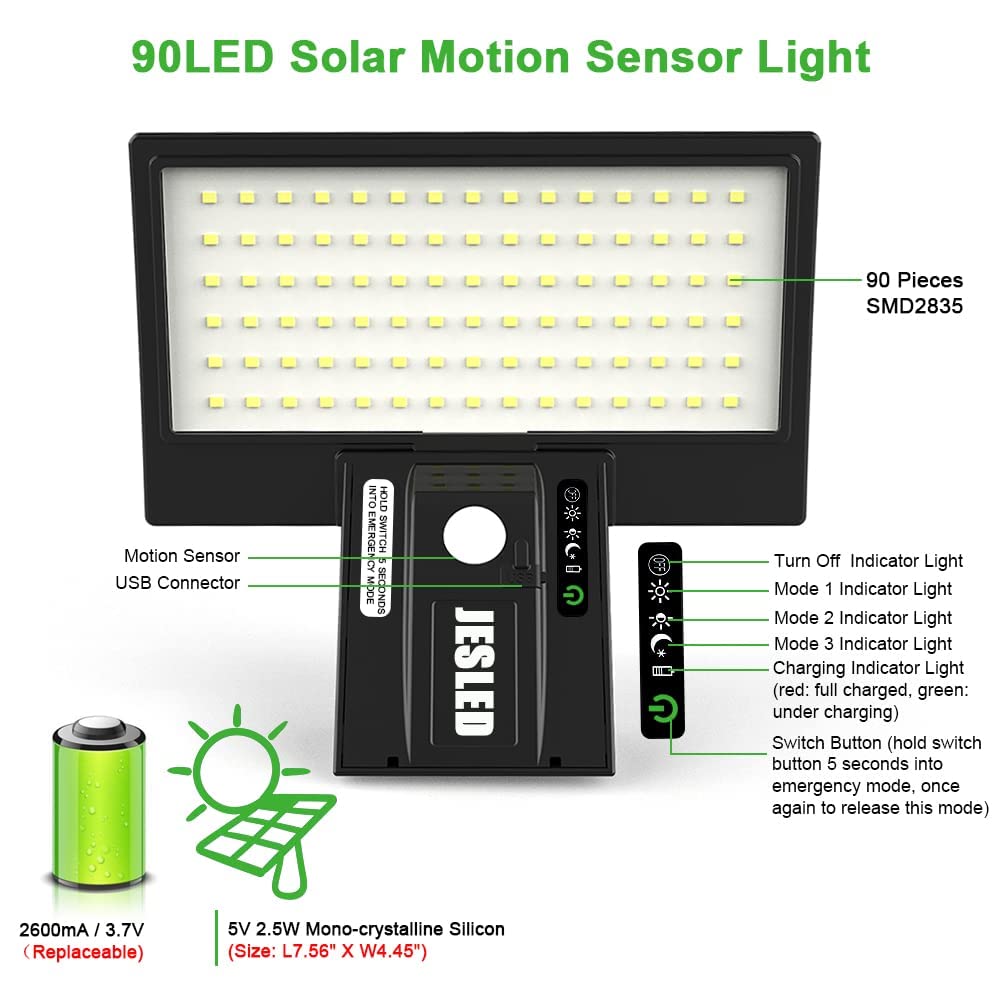 90LED Solar Motion Sensor Light
90 Pieces
SMD2835
HOLD SWITCH 5 SECONDS
INTO EMERGENCY MODE
OFF
Motion Sensor
USB Connector
USB
JESLED
OFF
Turn Off Indicator Light
Mode 1 Indicator Light
Mode 2 Indicator Light
Mode 3 Indicator Light
Charging Indicator Light
(red: full charged, green:
under charging)
Switch Button (hold switch
button 5 seconds into
emergency mode, once
again to release this mode)
2600mA / 3.7V
（Replaceable)
5V 2.5W Mono-crystalline Silicon
(Size: L7.56" X W4.45")